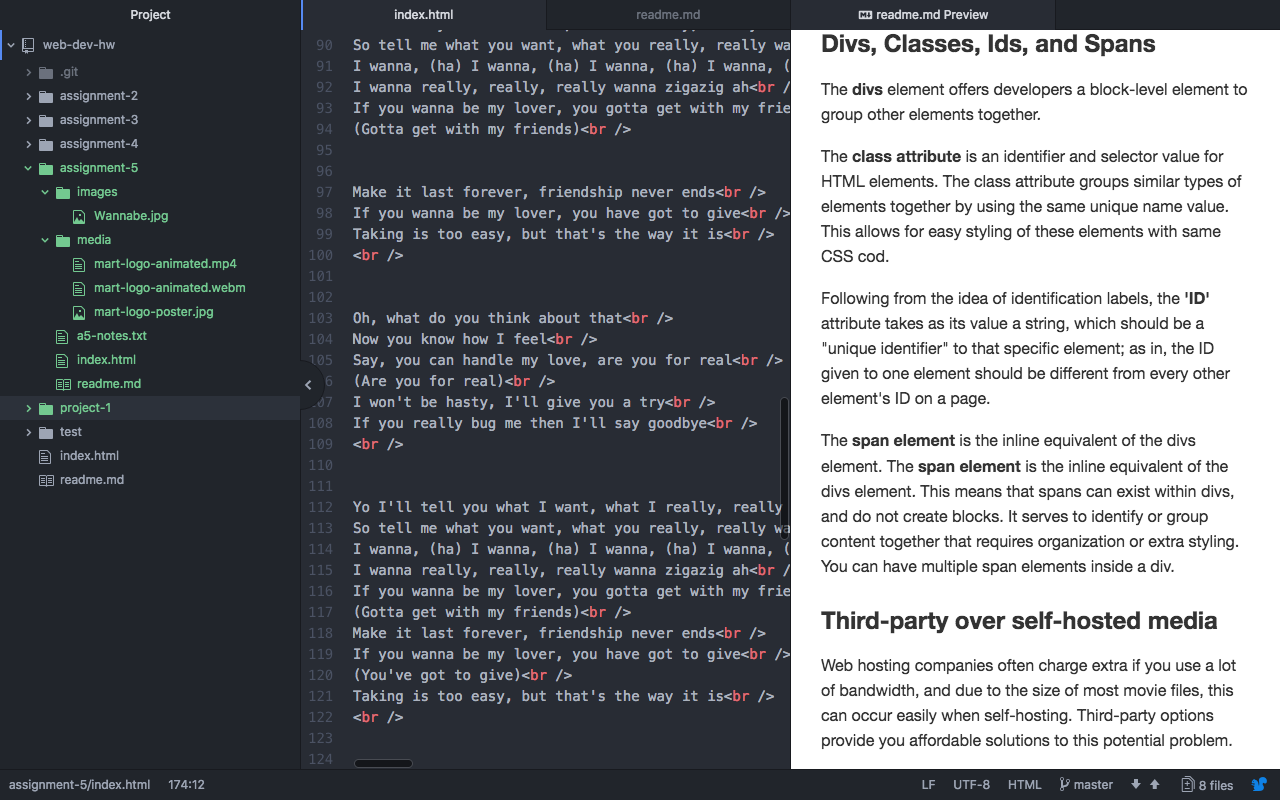 Project
web-dev-hw
.git
assignment-2
assignment-3
assignment-4
assignment-5
images
Wannabe.jpg
media
mart-logo-animated.mp4
mart-logo-animated.webm
mart-logo-poster.jpg
a5-notes.txt
index.html
readme.md
project-1
test
index.html
readme.md
index.html
readme.md
readme.md Preview
90 So tell me what you want, what you really, really wa
91 I wanna, (ha) I wanna, (ha) I wanna, (ha) I wanna, (
92 I wanna really, really, really wanna zigazig ah<br /
93 If you wanna be my lover, you gotta get with my frie
94 (Gotta get with my friends)<br />
95
96
97 Make it last forever, friendship never ends<br />
98 If you wanna be my lover, you have got to give<br />
99 Taking is too easy, but that's the way it is<br />
100 <br />
101
102
103 Oh, what do you think about that<br />
104 Now you know how I feel<br />
105 Say, you can handle my love, are you for real<br />
06 (Are you for real)<br />
07 I won't be hasty, I'll give you a try<br />
108 If you really bug me then I'll say goodbye<br />
109 <br />
110
111
112 Yo I'll tell you what I want, what I really, really
113 So tell me what you want, what you really, really wa
114 I wanna, (ha) I wanna, (ha) I wanna, (ha) I wanna, (
115 I wanna really, really, really wanna zigazig ah<br /
116 If you wanna be my lover, you gotta get with my frie
117 (Gotta get with my friends)<br />
118 Make it last forever, friendship never ends<br />
119 If you wanna be my lover, you have got to give<br />
120 (You've got to give)<br />
121 Taking is too easy, but that's the way it is<br />
122 <br />
123
124
Divs, Classes, Ids, and Spans
The divs element offers developers a block-level element to
group other elements together.
The class attribute is an identifier and selector value for
HTML elements. The class attribute groups similar types of
elements together by using the same unique name value.
This allows for easy styling of these elements with same
CSS cod.
Following from the idea of identification labels, the 'ID'
attribute takes as its value a string, which should be a
"unique identifier" to that specific element; as in, the ID
given to one element should be different from every other
element's ID on a page.
The span element is the inline equivalent of the divs
element. The span element is the inline equivalent of the
divs element. This means that spans can exist within divs,
and do not create blocks. It serves to identify or group
content together that requires organization or extra styling.
You can have multiple span elements inside a div.
Third-party over self-hosted media
Web hosting companies often charge extra if you use a lot
of bandwidth, and due to the size of most movie files, this
can occur easily when self-hosting. Third-party options
provide you affordable solutions to this potential problem.
assignment-5/index.html 174:12
LF UTF-8 HTML master 8 files